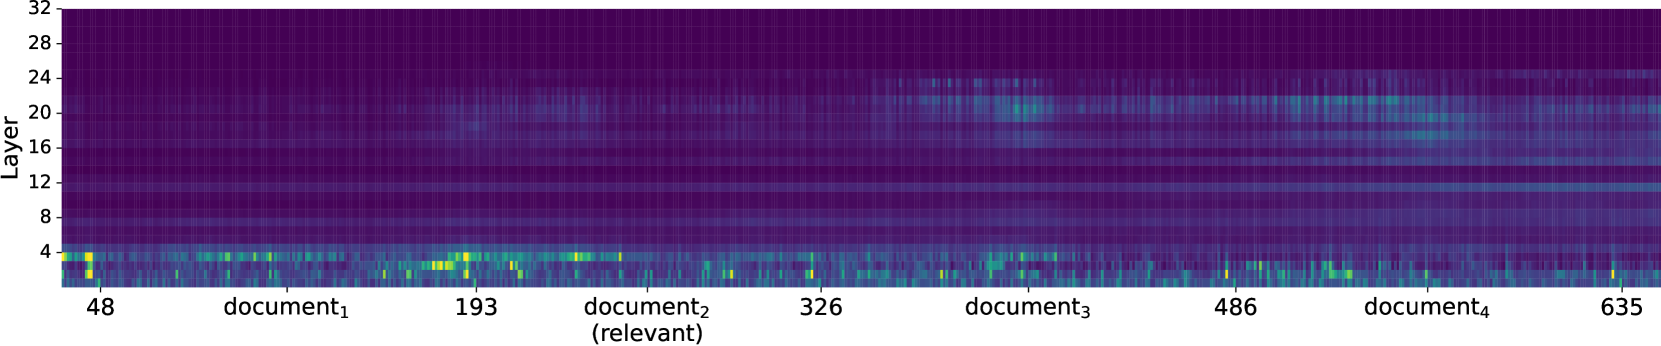 32
28
24
20
16
12
8
4
Layer
48 document₁ 193 document₂ 326 document₃ 486 document₄ 635
(relevant)